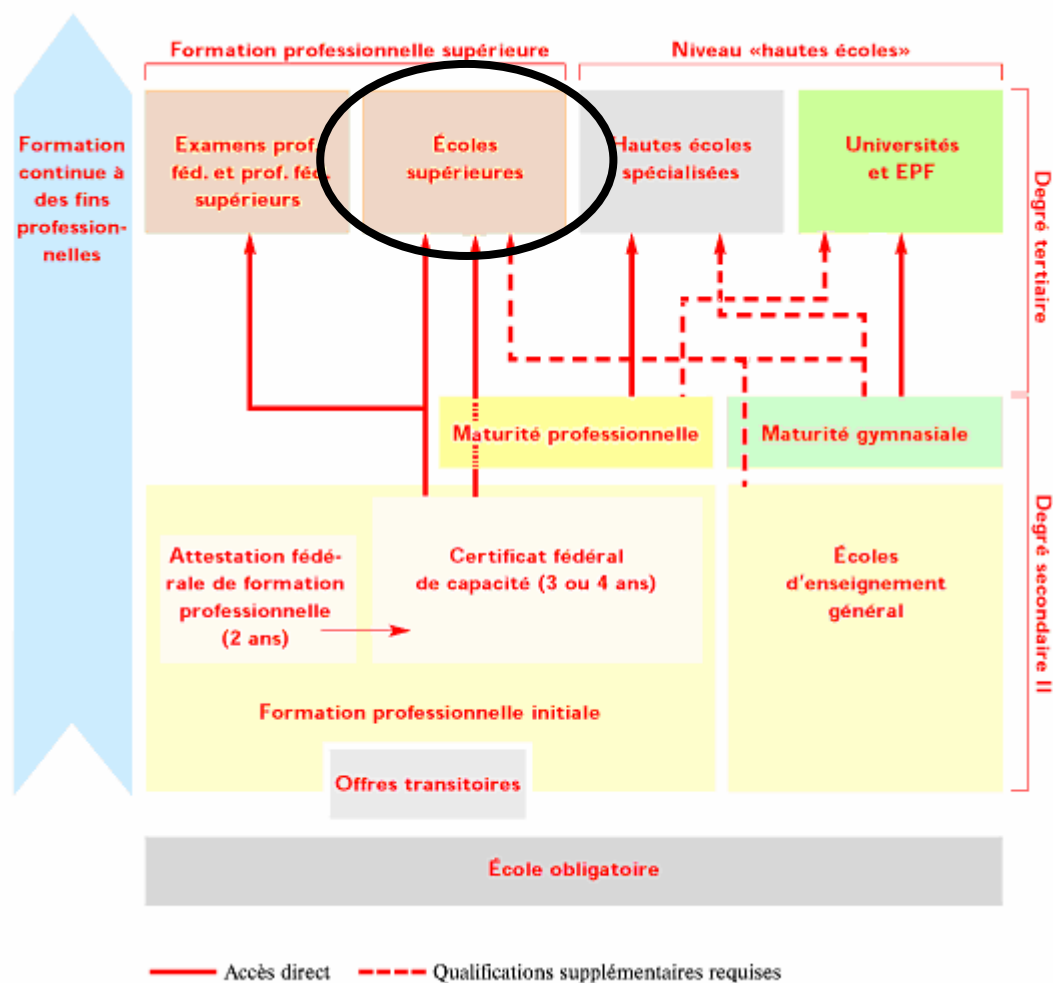 Formation professionnelle supérieure
Niveau «hautes écoles»
Formation
continue à
des fins
profession-
nelles
Examens prof.
féd. et prof. féd.
supérieurs
Écoles
supérieures
Hautes écoles
spécialisées
Universités
et EPF
Degré tertiaire
Maturité professionnelle
Maturité gymnasiale
Attestation fédé-
rale de formation
professionnelle
(2 ans)
Certificat fédéral
de capacité (3 ou 4 ans)
Écoles
d'enseignement
général
Degré secondaire II
Formation professionnelle initiale
Offres transitoires
École obligatoire
Accès direct
Qualifications supplémentaires requises